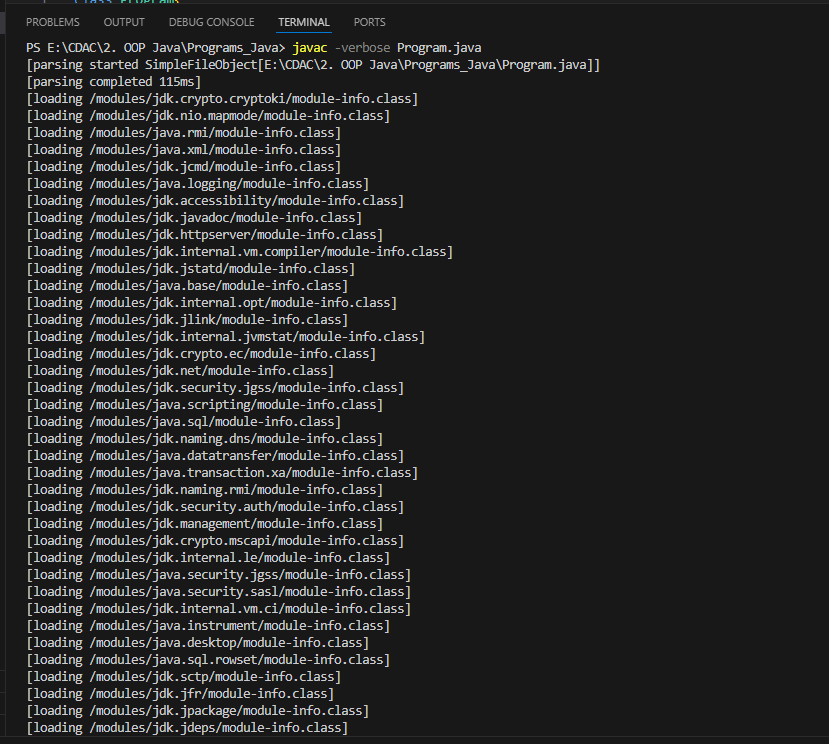 class Programs
PROBLEMS OUTPUT DEBUG CONSOLE TERMINAL PORTS
PS E:\CDAC\2. OOP Java\Programs_Java> javac -verbose Program.java
[parsing started SimpleFileObject[E:\CDAC\2. OOP Java\Programs_Java\Program.java]]
[parsing completed 115ms]
[loading /modules/jdk.crypto.cryptoki/module-info.class]
[loading /modules/jdk.nio.mapmode/module-info.class]
[loading /modules/java.rmi/module-info.class]
[loading /modules/java.xml/module-info.class]
[loading /modules/jdk.jcmd/module-info.class]
[loading /modules/java.logging/module-info.class]
[loading /modules/jdk.accessibility/module-info.class]
[loading /modules/jdk.javadoc/module-info.class]
[loading /modules/jdk.httpserver/module-info.class]
[loading /modules/jdk.internal.vm.compiler/module-info.class]
[loading /modules/jdk.jstatd/module-info.class]
[loading /modules/java.base/module-info.class]
[loading /modules/jdk.internal.opt/module-info.class]
[loading /modules/jdk.jlink/module-info.class]
[loading /modules/jdk.internal.jvmstat/module-info.class]
[loading /modules/jdk.crypto.ec/module-info.class]
[loading /modules/jdk.net/module-info.class]
[loading /modules/jdk.security.jgss/module-info.class]
[loading /modules/java.scripting/module-info.class]
[loading /modules/java.sql/module-info.class]
[loading /modules/jdk.naming.dns/module-info.class]
[loading /modules/java.datatransfer/module-info.class]
[loading /modules/java.transaction.xa/module-info.class]
[loading /modules/jdk.naming.rmi/module-info.class]
[loading /modules/jdk.security.auth/module-info.class]
[loading /modules/jdk.management/module-info.class]
[loading /modules/jdk.crypto.mscapi/module-info.class]
[loading /modules/jdk.internal.le/module-info.class]
[loading /modules/java.security.jgss/module-info.class]
[loading /modules/java.security.sasl/module-info.class]
[loading /modules/jdk.internal.vm.ci/module-info.class]
[loading /modules/java.instrument/module-info.class]
[loading /modules/java.desktop/module-info.class]
[loading /modules/java.sql.rowset/module-info.class]
[loading /modules/jdk.sctp/module-info.class]
[loading /modules/jdk.jfr/module-info.class]
[loading /modules/jdk.jpackage/module-info.class]
[loading /modules/jdk.jdeps/module-info.class]